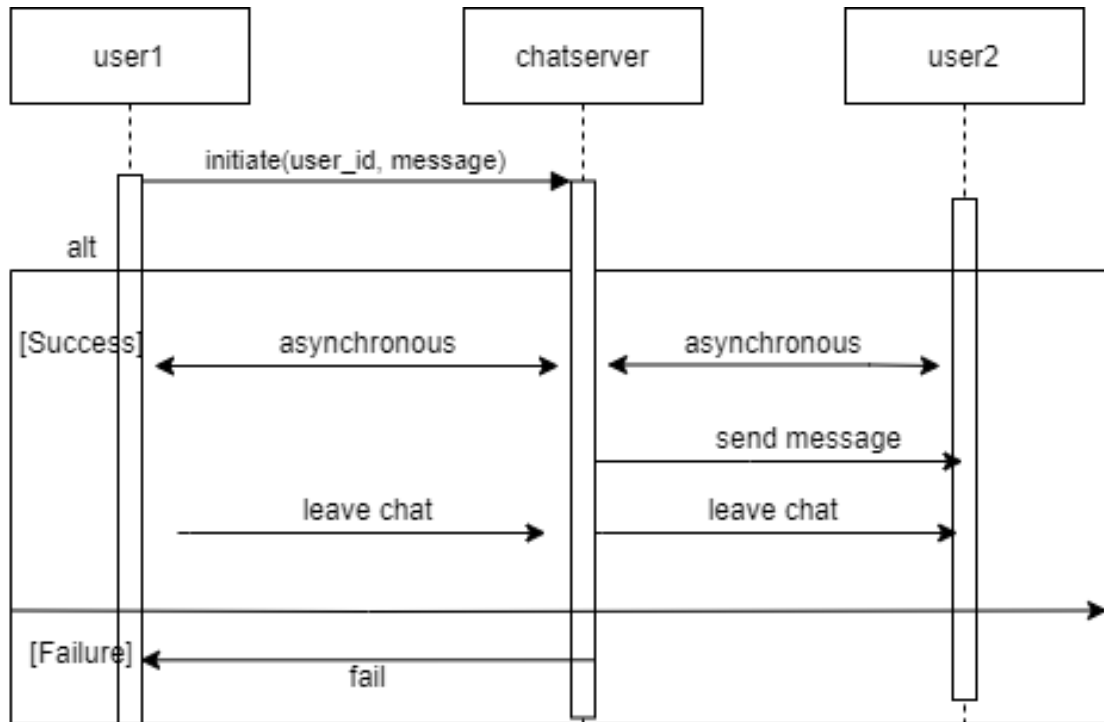 user1
chatserver
user2
initiate(user_id, message)
alt
[Success]
asynchronous
asynchronous
send message
leave chat
leave chat
[Failure]
fail